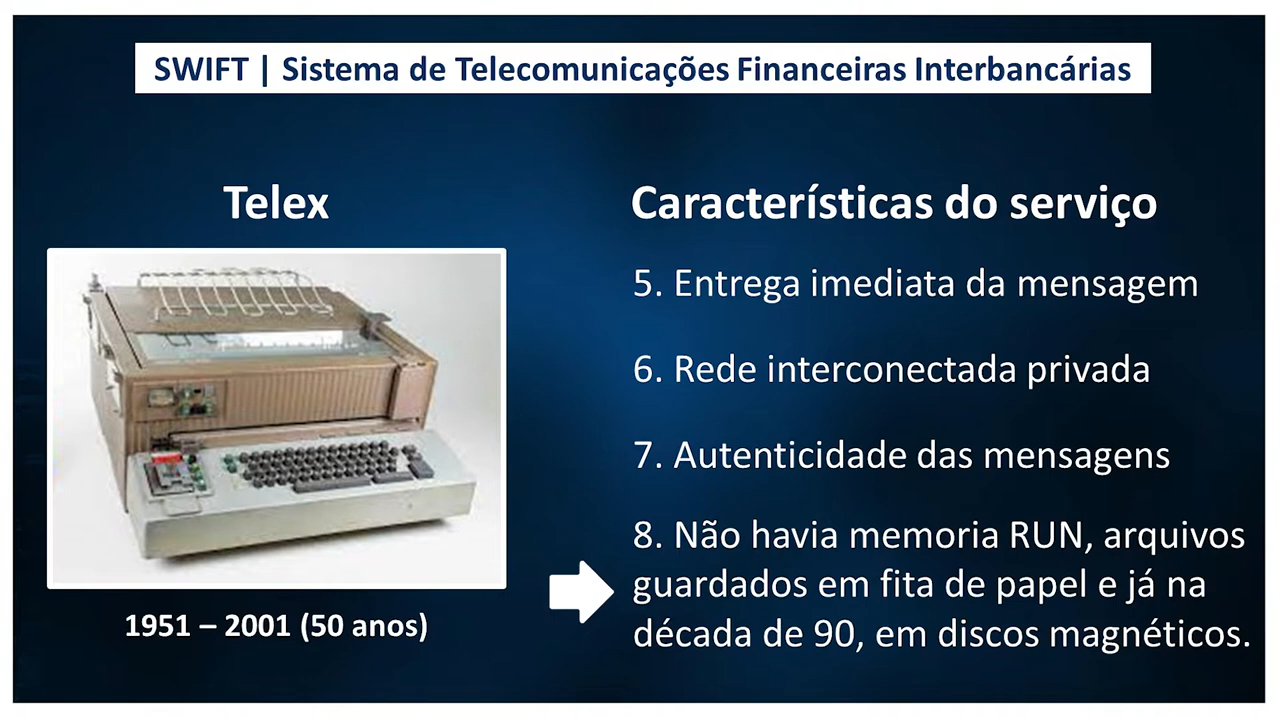 SWIFT | Sistema de Telecomunicações Financeiras Interbancárias
Telex
Características do serviço
5. Entrega imediata da mensagem
6. Rede interconectada privada
7. Autenticidade das mensagens
8. Não havia memoria RUN, arquivos
guardados em fita de papel e já na
década de 90, em discos magnéticos.
1951 – 2001 (50 anos)